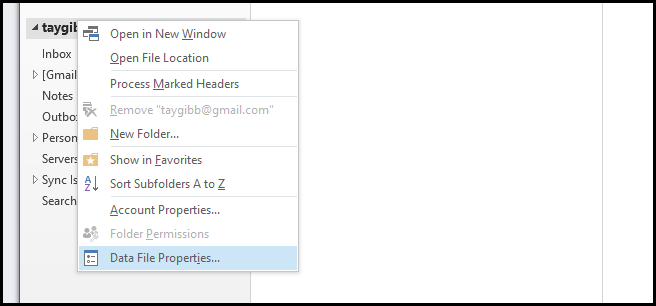 taygib
Open in New Window
Inbox
Open File Location
[Gmai
Process Marked Headers
Notes
Remove "taygibb@gmail.com"
Outbo
New Folder...
Person
Servers
Show in Favorites
Sync Is
Sort Subfolders A to Z
Search
Account Properties...
Folder Permissions
Data File Properties...